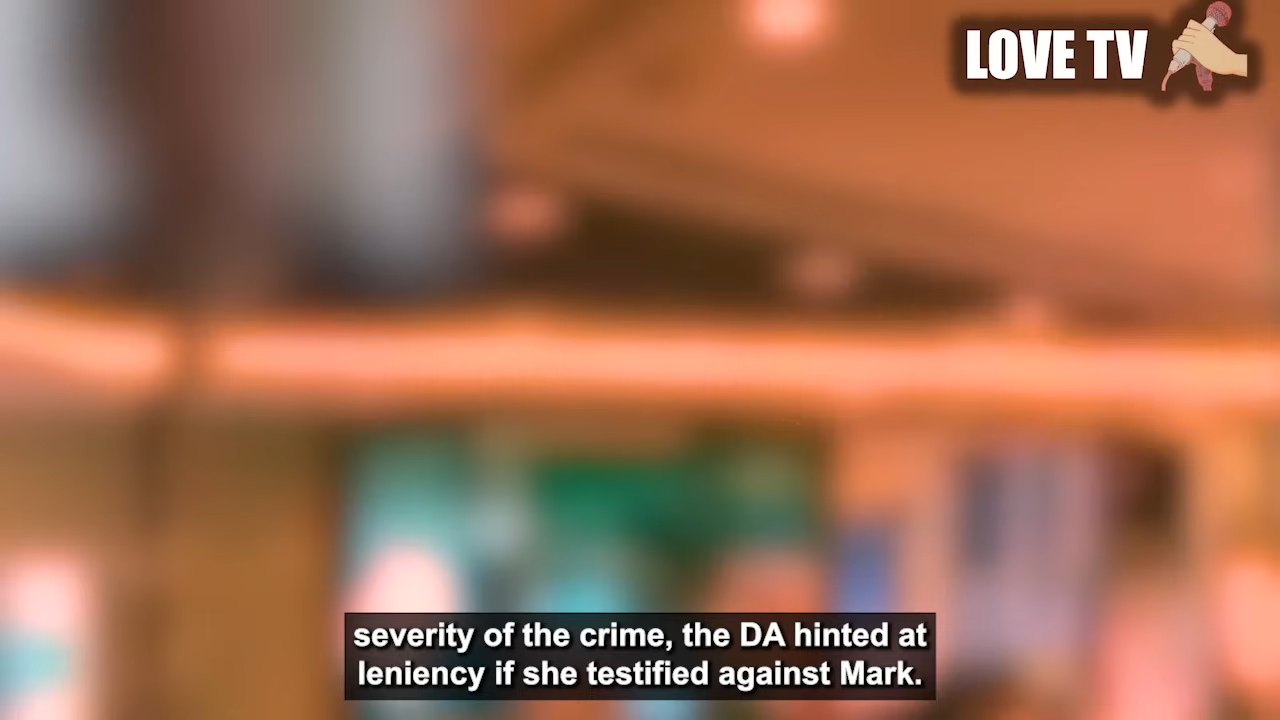 LOVE TV
severity of the crime, the DA hinted at
leniency if she testified against Mark.